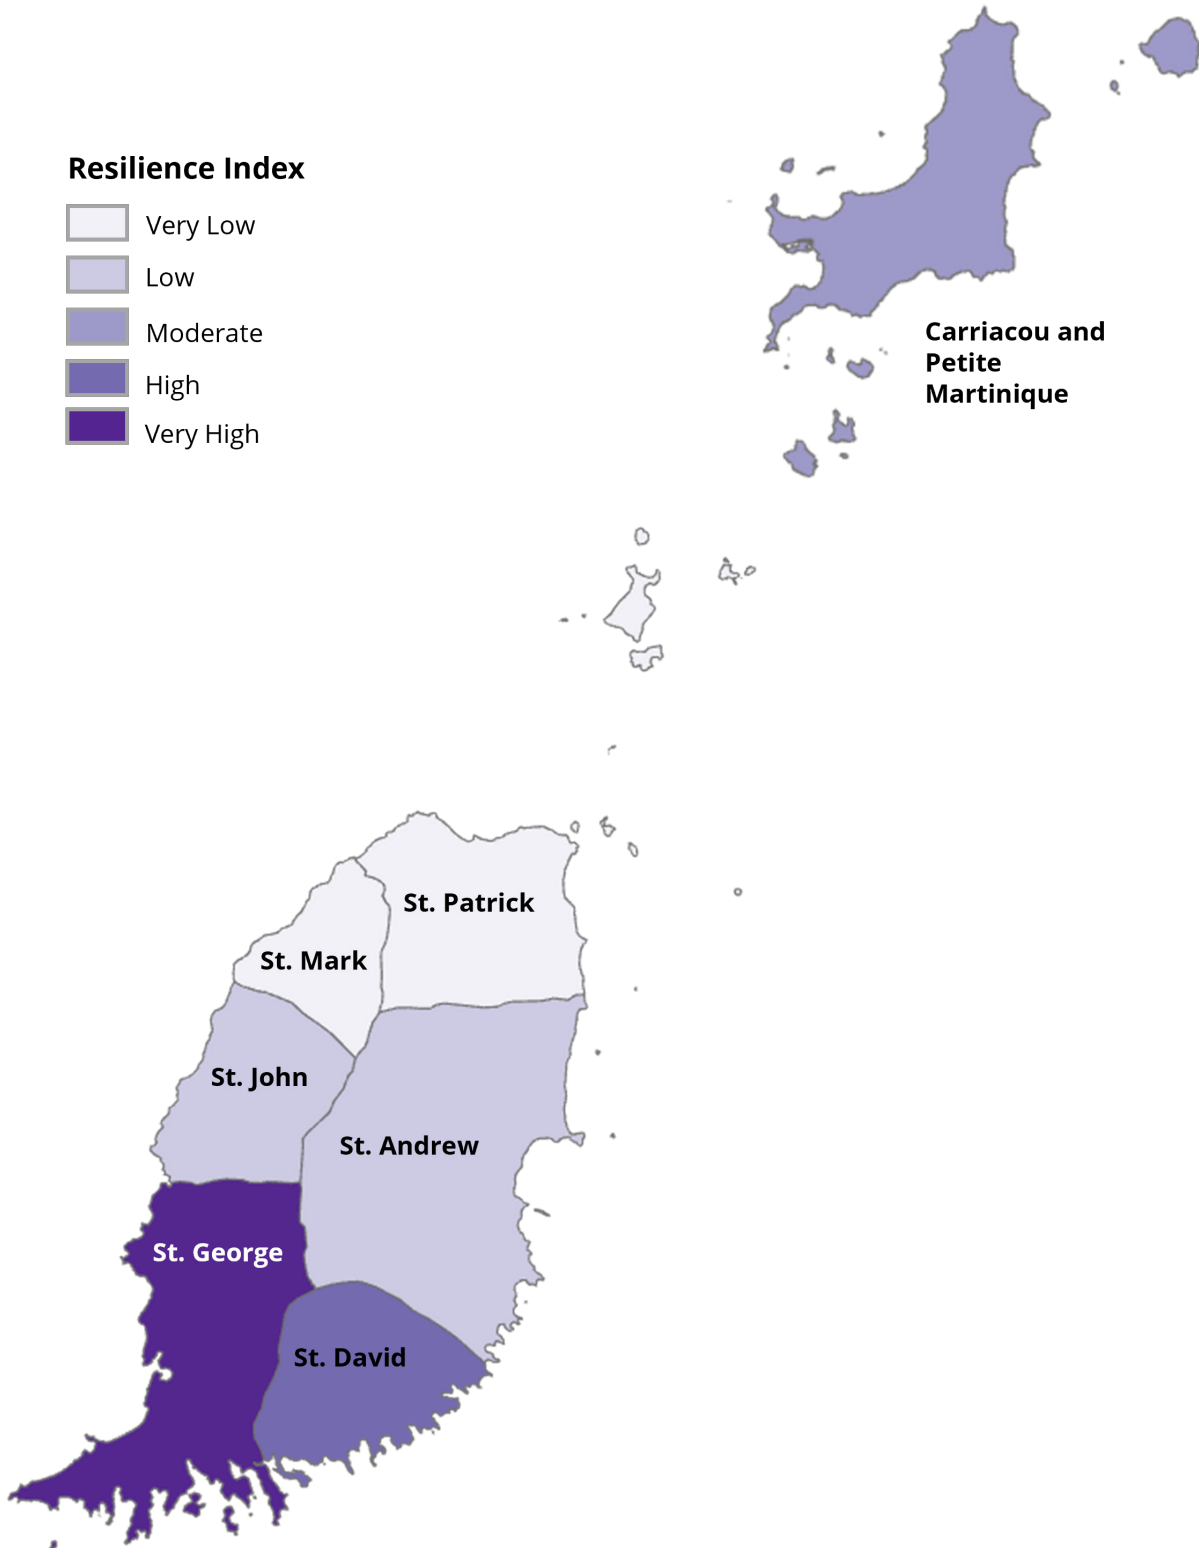 Resilience Index
Very Low
Low
Moderate
High
Very High
Carriacou and
Petite
Martinique
St. Patrick
St. Mark
St. John
St. Andrew
St. George
St. David